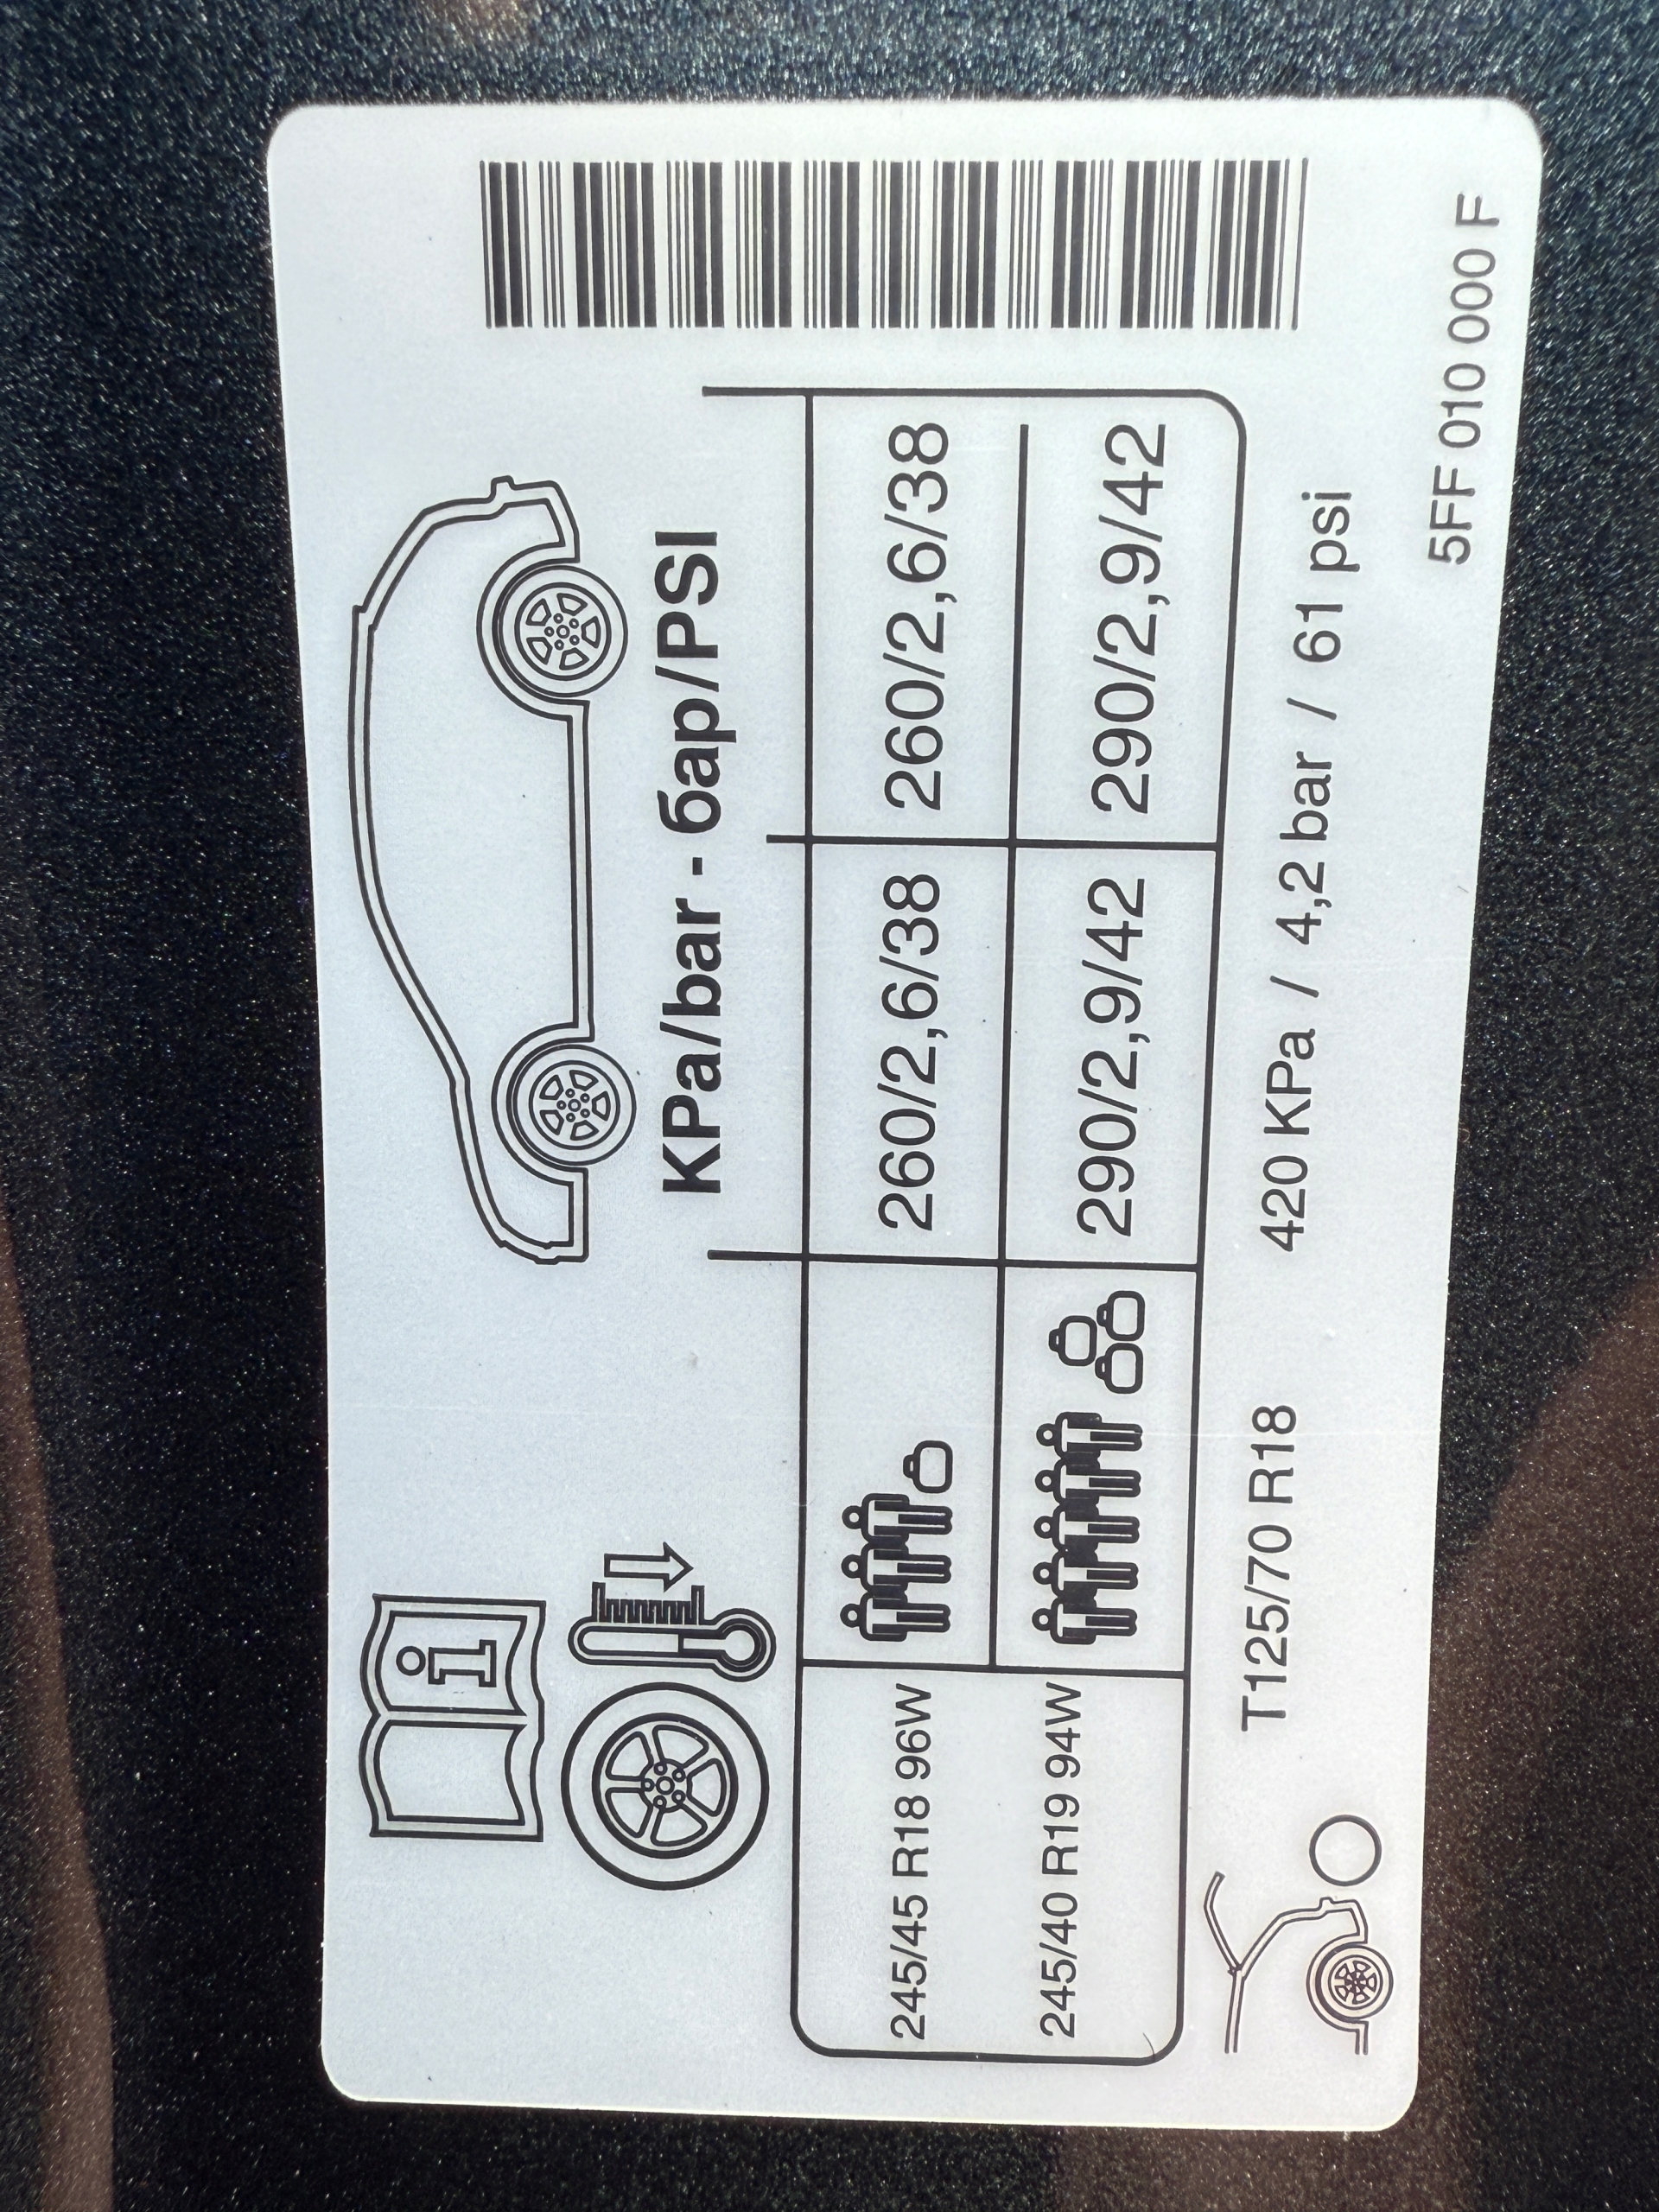 KPa/bar - бар/PSI
245/45 R18 96W
260/2,6/38
260/2,6/38
245/40 R19 94W
290/2,9/42
290/2,9/42
T125/70 R18
420 KPa / 4,2 bar / 61 psi
5FF 010 000 F